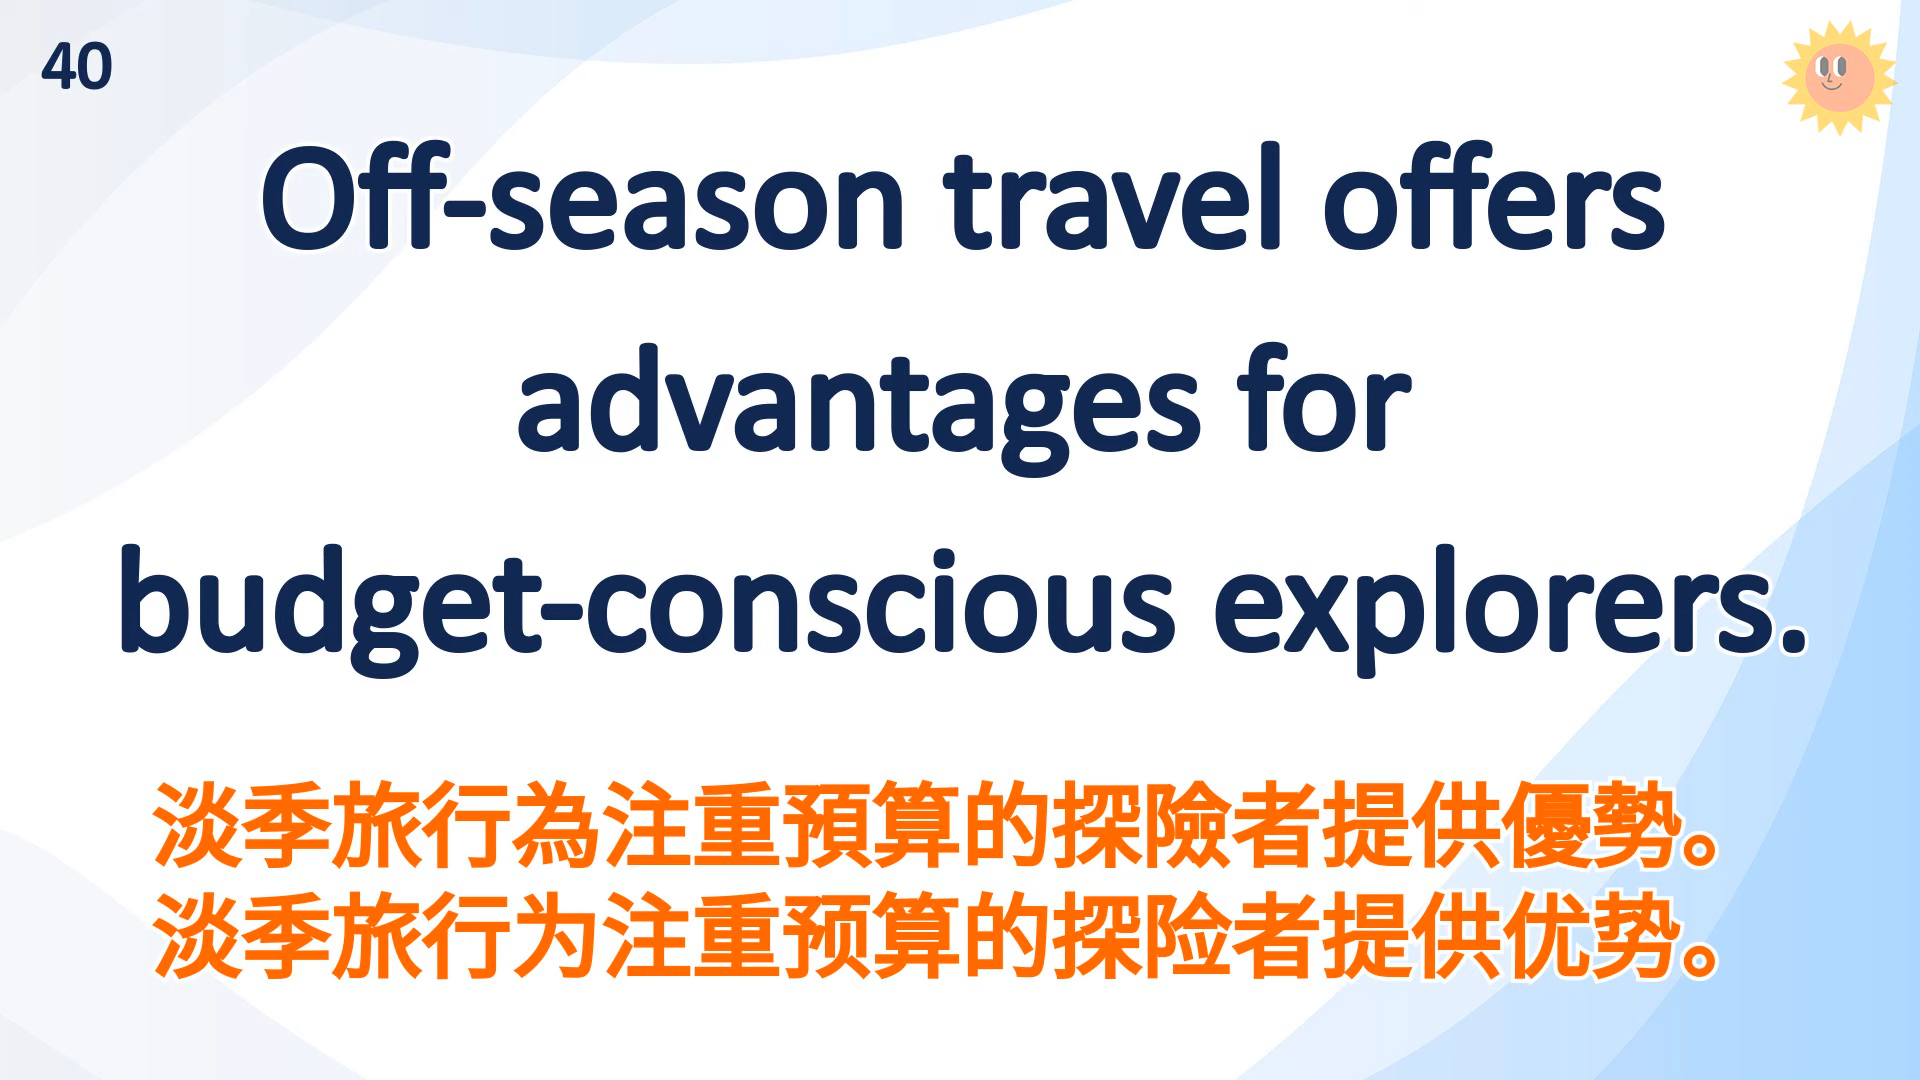 40
Off-season travel offers
advantages for
budget-conscious explorers.
淡季旅行為注重預算的探險者提供優勢。
淡季旅行为注重预算的探险者提供优势。